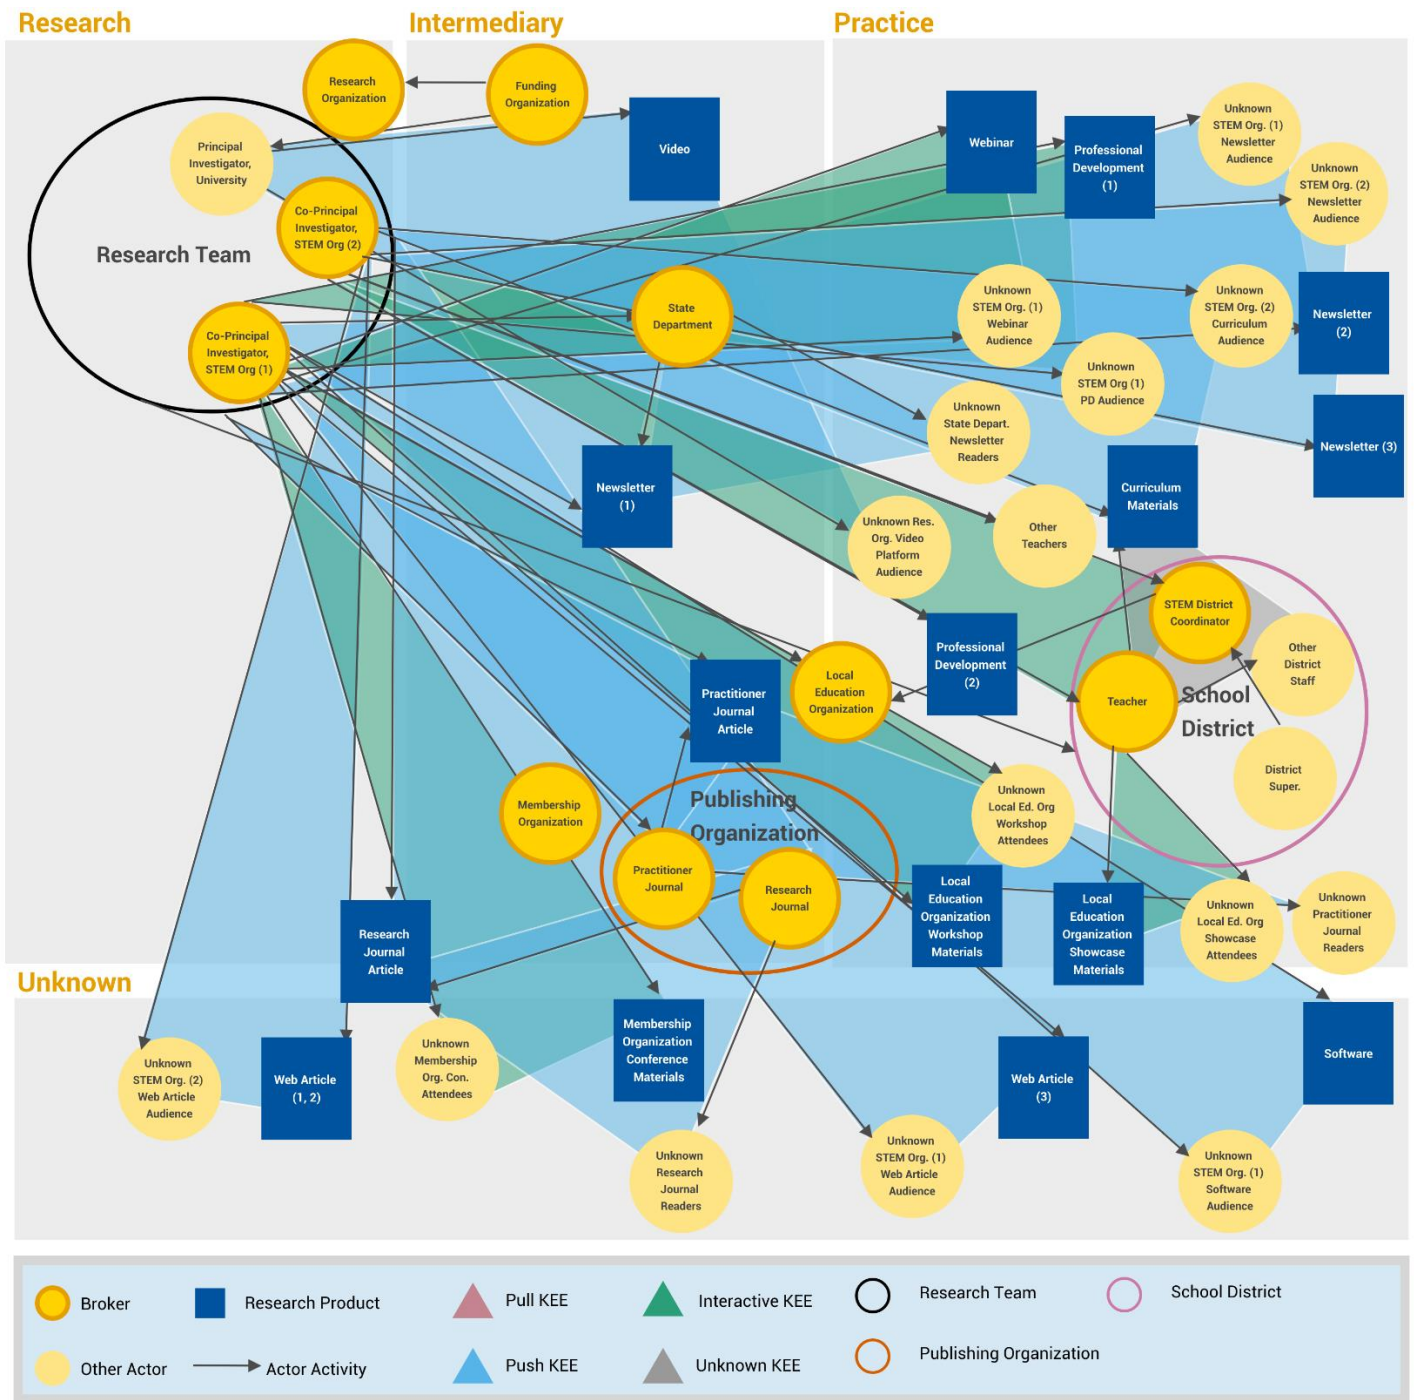 Research
Intermediary
Practice
Research
Organization
Funding
Organization
Video
Principal
Investigator,
University
Co-Principal
Investigator,
STEM Org (2)
Research Team
Co-Principal
Investigator,
STEM Org (1)
State
Department
Newsletter
(1)
Webinar
Professional
Development
(1)
Unknown
STEM Org. (1)
Newsletter
Audience
Unknown
STEM Org. (2)
Newsletter
Audience
Unknown
STEM Org. (1)
Webinar
Audience
Unknown
STEM Org. (2)
Curriculum
Audience
Newsletter
(2)
Unknown
STEM Org (1)
PD Audience
Unknown
State Depart.
Newsletter
Readers
Newsletter (3)
Curriculum
Materials
Unknown Res.
Org. Video
Platform
Audience
Other
Teachers
STEM District
Coordinator
Professional
Development
(2)
Local
Education
Organization
Teacher
School
District
Other
District
Staff
District
Super.
Practitioner
Journal
Article
Membership
Organization
Publishing
Organization
Practitioner
Journal
Research
Journal
Unknown
Local Ed. Org
Workshop
Attendees
Local
Education
Organization
Workshop
Materials
Local
Education
Organization
Showcase
Materials
Unknown
Local Ed. Org
Showcase
Attendees
Unknown
Practitioner
Journal
Readers
Research
Journal
Article
Unknown
Unknown
STEM Org. (2)
Web Article
Audience
Web Article
(1, 2)
Unknown
Membership
Org. Con.
Attendees
Membership
Organization
Conference
Materials
Unknown
Research
Journal
Readers
Unknown
STEM Org. (1)
Web Article
Audience
Web Article
(3)
Unknown
STEM Org. (1)
Software
Audience
Software
Broker
Research Product
Pull KEE
Interactive KEE
Research Team
School District
Other Actor
Actor Activity
Push KEE
Unknown KEE
Publishing Organization